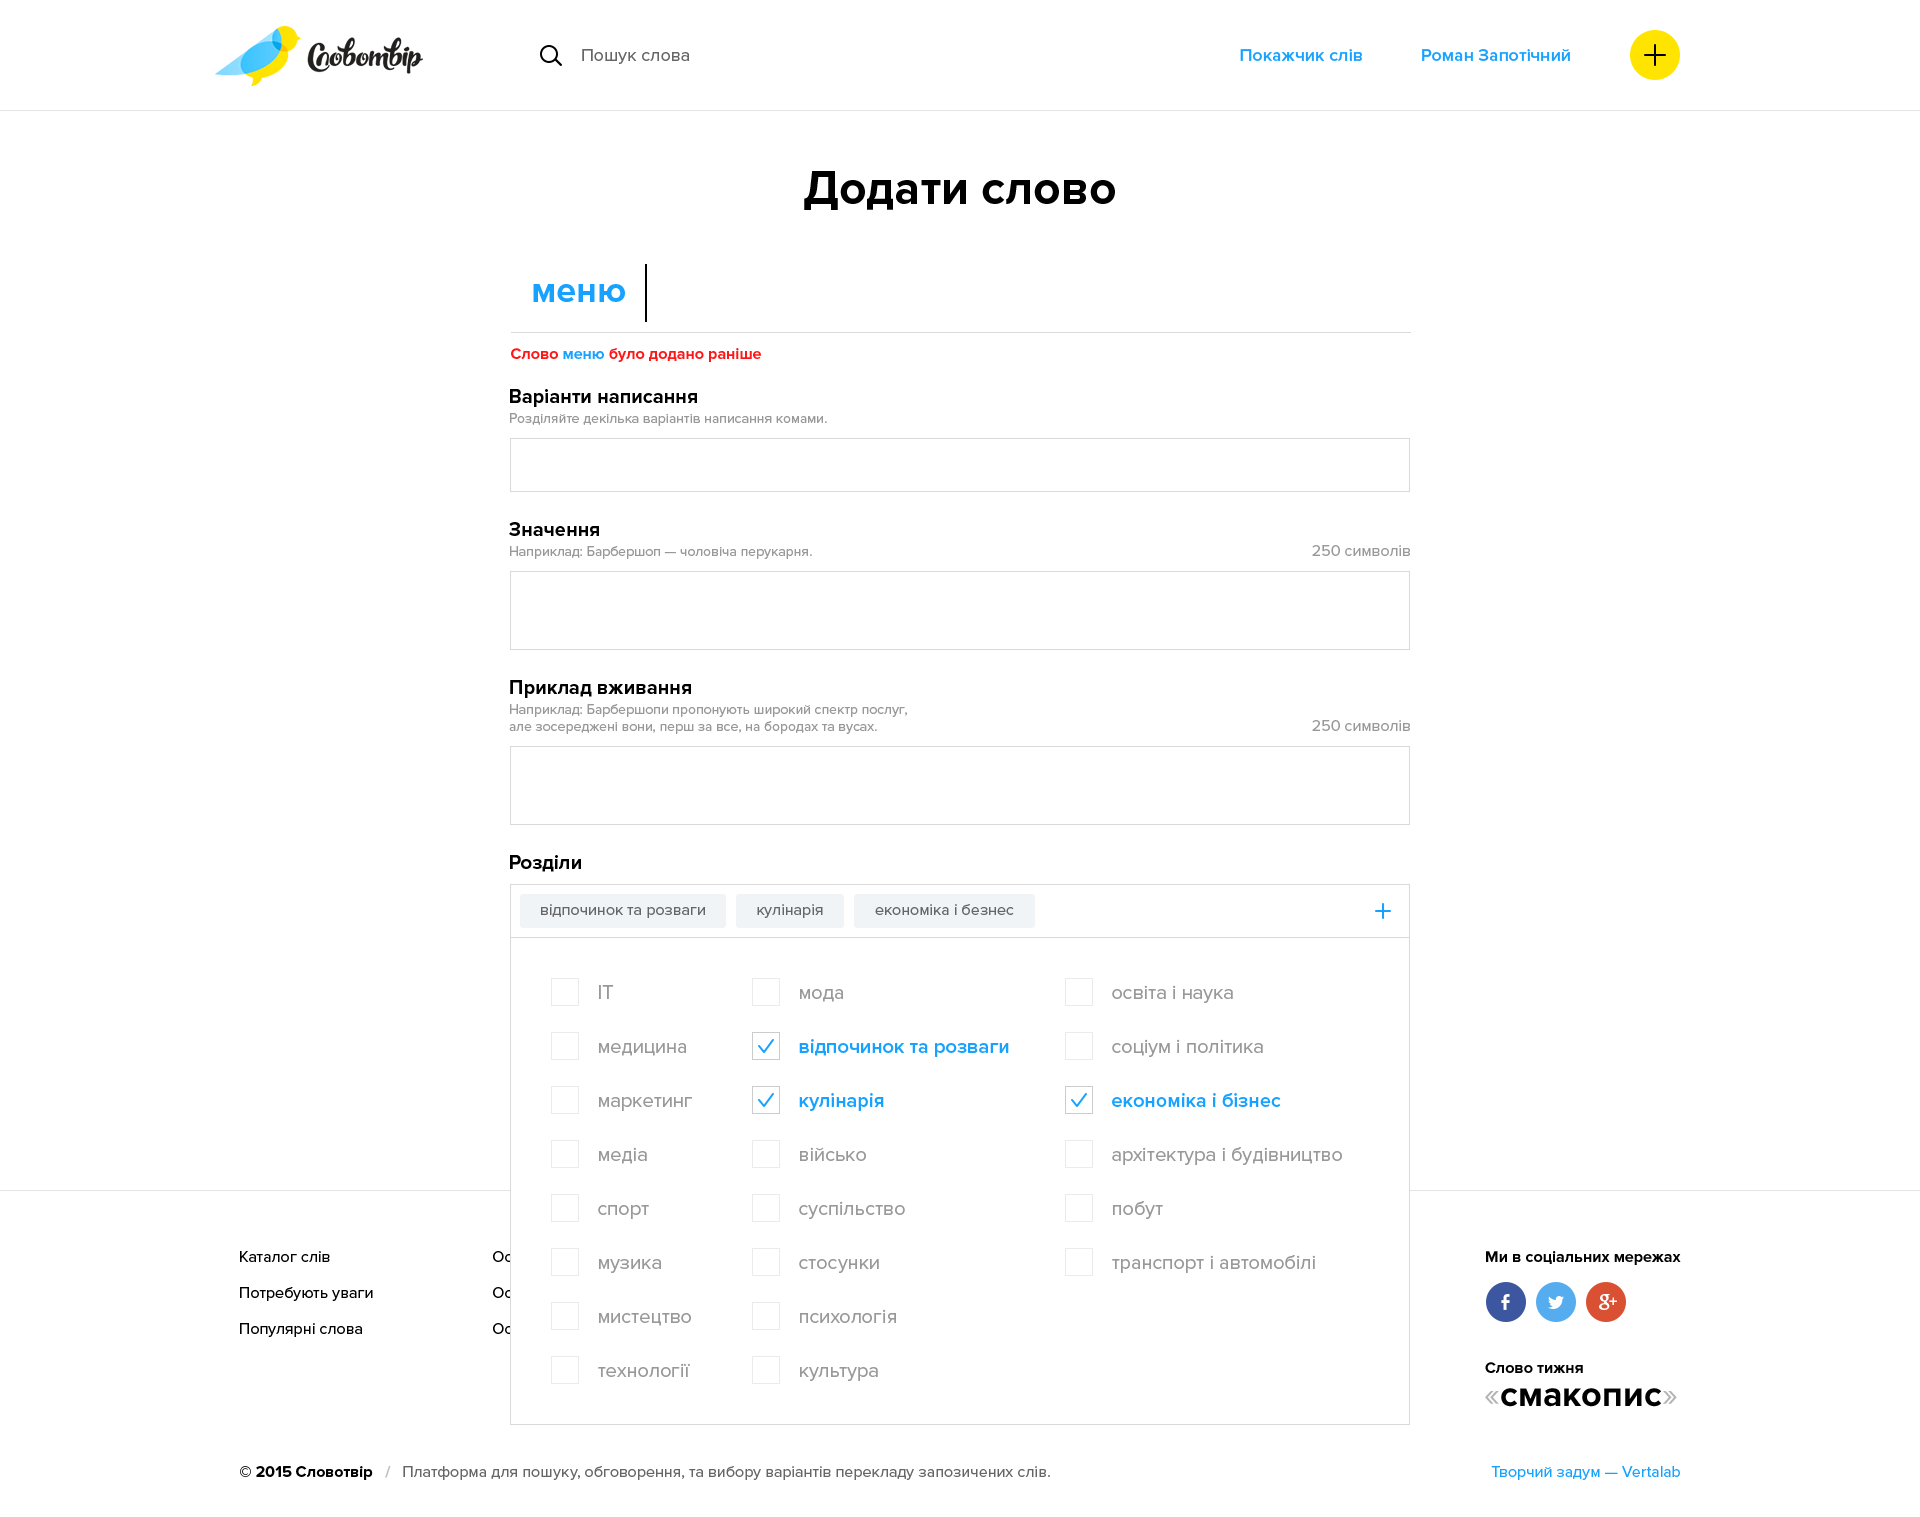 Словотвір
Пошук слова
Покажчик слів
Роман Запотічний
Додати слово
меню
Слово меню було додано раніше
Варіанти написання
Розділяйте декілька варіантів написання комами.
Значення
Наприклад: Барбершоп — чоловіча перукарня.
250 символів
Приклад вживання
Наприклад: Барбершопи пропонують широкий спектр послуг,
але зосереджені вони, перш за все, на бородах та вусах.
250 символів
Розділи
відпочинок та розваги
кулінарія
економіка і безнес
IT
мода
освіта і наука
медицина
відпочинок та розваги
соціум і політика
маркетинг
кулінарія
економіка і бізнес
медіа
військо
архітектура і будівництво
спорт
суспільство
побут
музика
стосунки
транспорт і автомобілі
мистецтво
психологія
технології
культура
Каталог слів
Потребують уваги
Популярні слова
Ми в соціальних мережах
Слово тижня
«смакопис»
© 2015 Словотвір / Платформа для пошуку, обговорення, та вибору варіантів перекладу запозичених слів.
Творчий задум — Vertalab